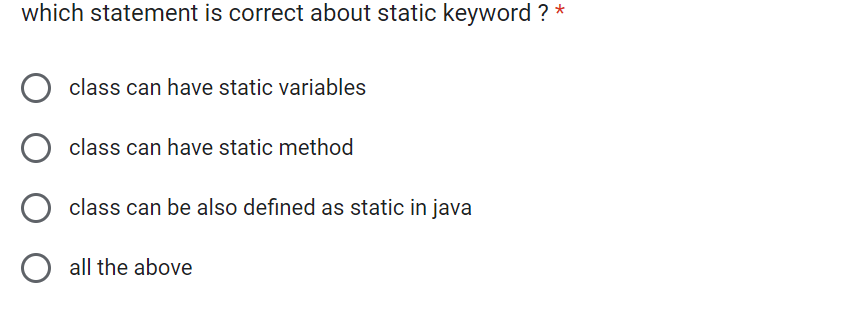 which statement is correct about static keyword ? *
class can have static variables
class can have static method
class can be also defined as static in java
all the above